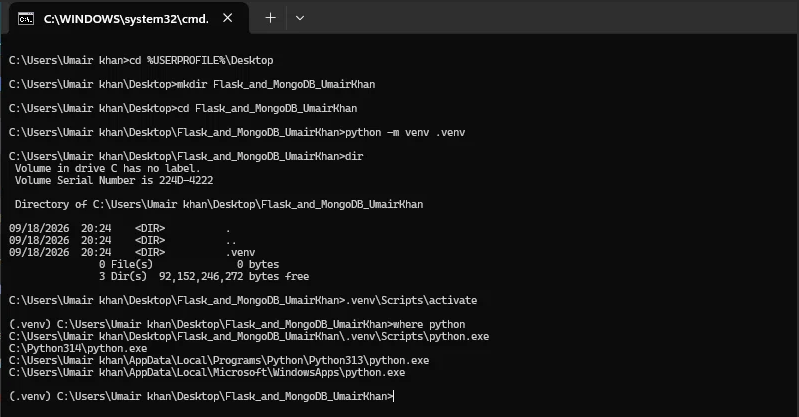 C:\WINDOWS\system32\cmd.
C:\Users\Umair khan>cd %USERPROFILE%\Desktop
C:\Users\Umair khan\Desktop>mkdir Flask_and_MongoDB_UmairKhan
C:\Users\Umair khan\Desktop>cd Flask_and_MongoDB_UmairKhan
C:\Users\Umair khan\Desktop\Flask_and_MongoDB_UmairKhan>python -m venv .venv
C:\Users\Umair khan\Desktop\Flask_and_MongoDB_UmairKhan>dir
 Volume in drive C has no label.
 Volume Serial Number is 224D-4222
 Directory of C:\Users\Umair khan\Desktop\Flask_and_MongoDB_UmairKhan
09/18/2026  20:24    <DIR>          .
09/18/2026  20:24    <DIR>          ..
09/18/2026  20:24    <DIR>          .venv
               0 File(s)              0 bytes
               3 Dir(s)  92,152,246,272 bytes free
C:\Users\Umair khan\Desktop\Flask_and_MongoDB_UmairKhan>.venv\Scripts\activate
(.venv) C:\Users\Umair khan\Desktop\Flask_and_MongoDB_UmairKhan>where python
C:\Users\Umair khan\Desktop\Flask_and_MongoDB_UmairKhan\.venv\Scripts\python.exe
C:\Python314\python.exe
C:\Users\Umair khan\AppData\Local\Programs\Python\Python313\python.exe
C:\Users\Umair khan\AppData\Local\Microsoft\WindowsApps\python.exe
(.venv) C:\Users\Umair khan\Desktop\Flask_and_MongoDB_UmairKhan>